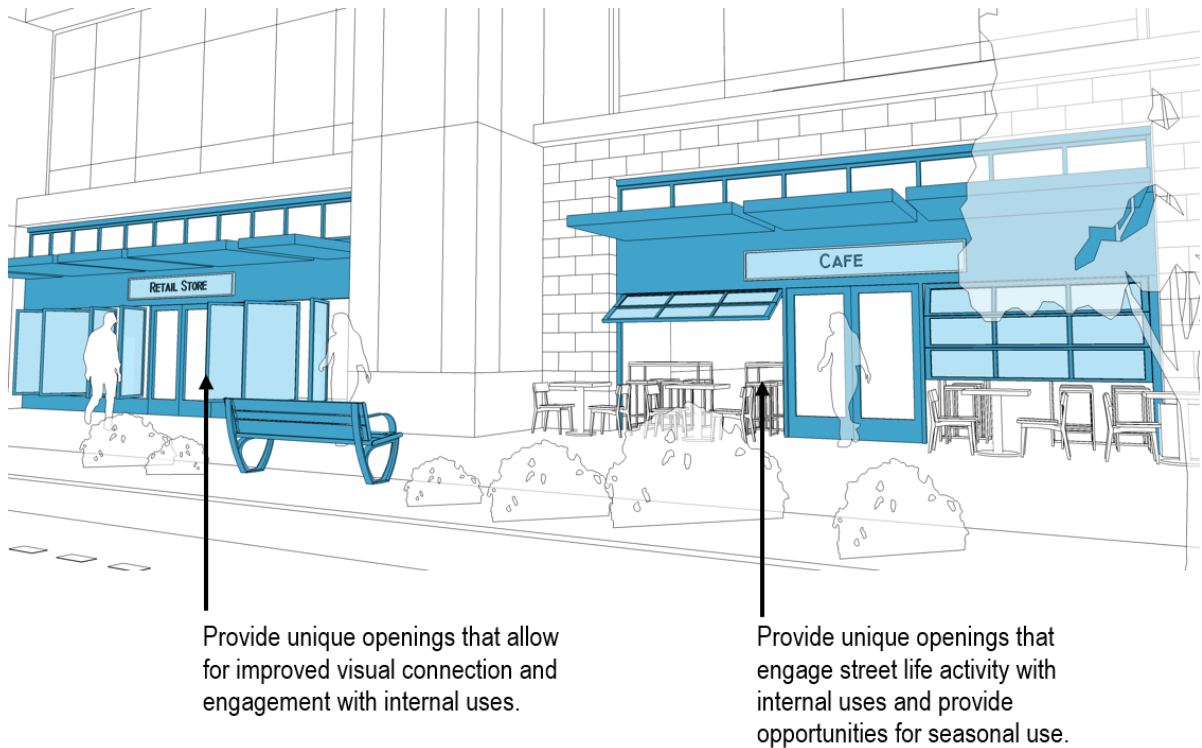 CAFE
RETAIL STORE
Provide unique openings that allow
for improved visual connection and
engagement with internal uses.
Provide unique openings that
engage street life activity with
internal uses and provide
opportunities for seasonal use.